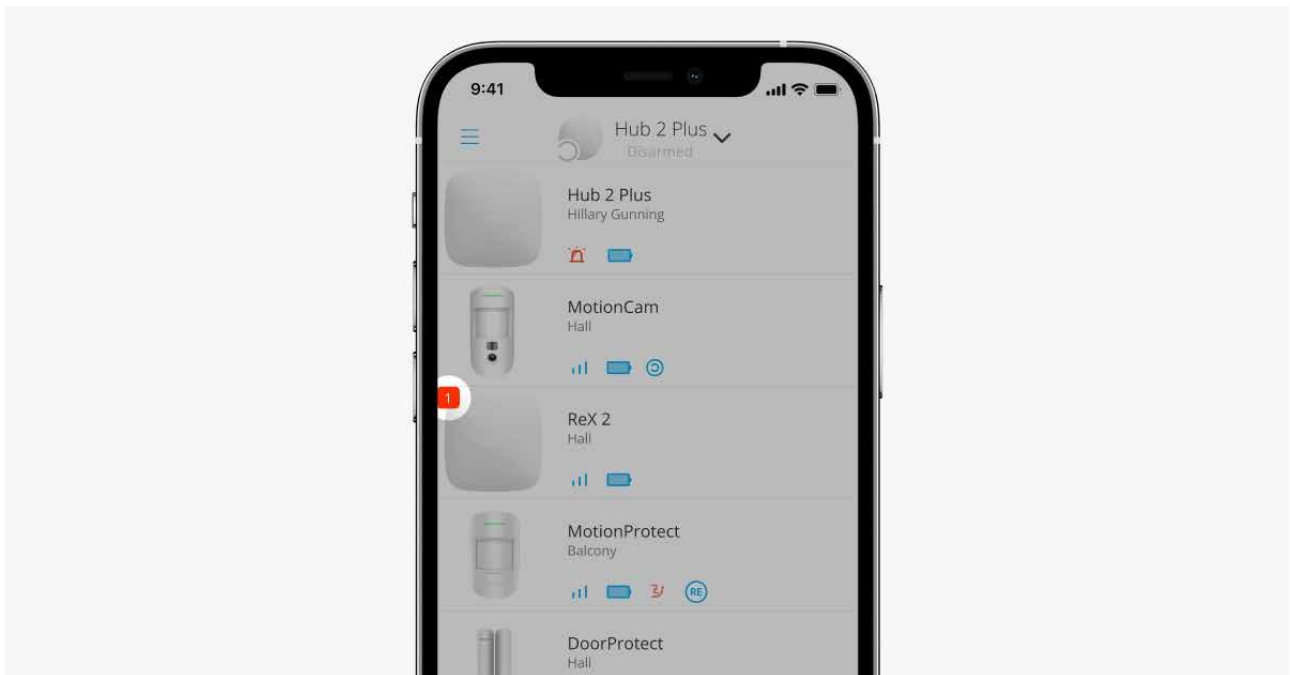 9:41
Hub 2 Plus
Disarmed
Hub 2 Plus
Hillary Gunning
MotionCam
Hall
1
ReX 2
Hall
MotionProtect
Balcony
RE
DoorProtect
Hall